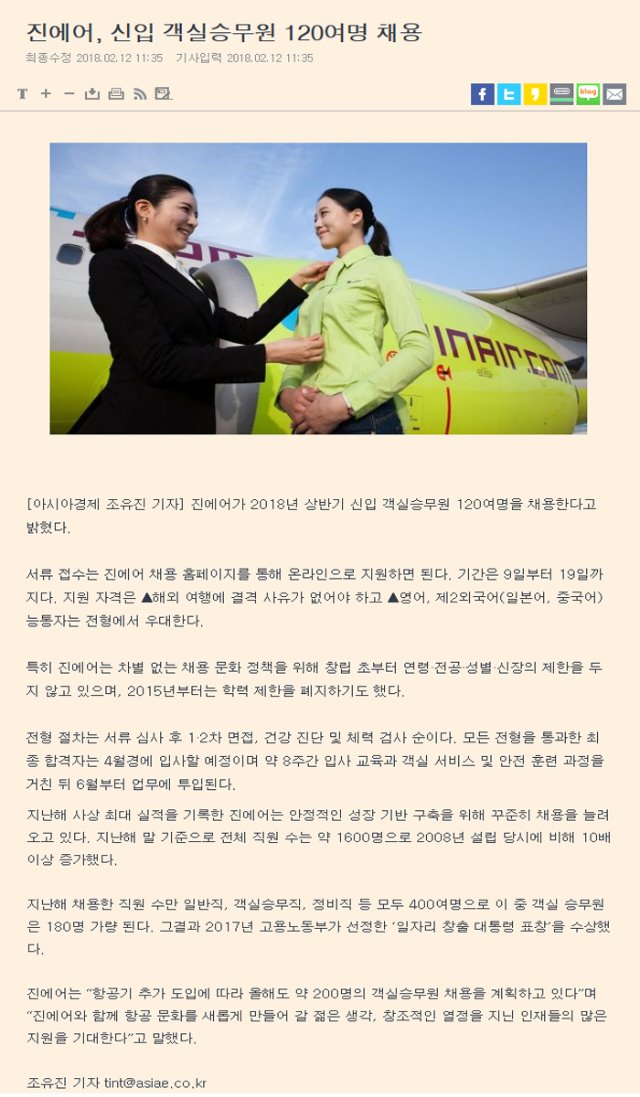 진에어, 신입 객실승무원 120여명 채용
최종수정 2018.02.12 11:35 기사입력 2018.02.12 11:35
T
blog
INAIR.COM
[아시아경제 조유진 기자] 진에어가 2018년 상반기 신입 객실승무원 120여명을 채용한다고
밝혔다.
서류 접수는 진에어 채용 홈페이지를 통해 온라인으로 지원하면 된다. 기간은 9일부터 19일까
지다. 지원 자격은 ▲해외 여행에 결격 사유가 없어야 하고 ▲영어, 제2외국어(일본어, 중국어)
능통자는 전형에서 우대한다.
특히 진에어는 차별 없는 채용 문화 정책을 위해 창립 초부터 연령·전공·성별·신장의 제한을 두
지 않고 있으며, 2015년부터는 학력 제한을 폐지하기도 했다.
전형 절차는 서류 심사 후 1·2차 면접, 건강 진단 및 체력 검사 순이다. 모든 전형을 통과한 최
종 합격자는 4월경에 입사할 예정이며 약 8주간 입사 교육과 객실 서비스 및 안전 훈련 과정을
거친 뒤 6월부터 업무에 투입된다.
지난해 사상 최대 실적을 기록한 진에어는 안정적인 성장 기반 구축을 위해 꾸준히 채용을 늘려
오고 있다. 지난해 말 기준으로 전체 직원 수는 약 1600명으로 2008년 설립 당시에 비해 10배
이상 증가했다.
지난해 채용한 직원 수만 일반직, 객실승무직, 정비직 등 모두 400여명으로 이 중 객실 승무원
은 180명 가량 된다. 그결과 2017년 고용노동부가 선정한 ‘일자리 창출 대통령 표창’을 수상했
다.
진에어는 “항공기 추가 도입에 따라 올해도 약 200명의 객실승무원 채용을 계획하고 있다”며
“진에어와 함께 항공 문화를 새롭게 만들어 갈 젊은 생각, 창조적인 열정을 지닌 인재들의 많은
지원을 기대한다”고 말했다.
조유진 기자 tint@asiae.co.kr